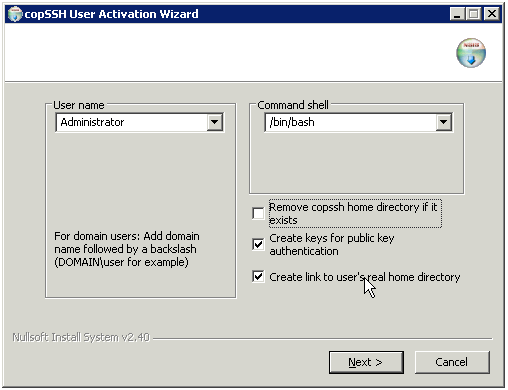 copSSH User Activation Wizard
User name
Administrator
For domain users: Add domain
name followed by a backslash
(DOMAIN\user for example)
Command shell
/bin/bash
Remove copssh home directory if it
exists
Create keys for public key
authentication
Create link to user's real home directory
Nullsoft Install System v2.40
Next >
Cancel